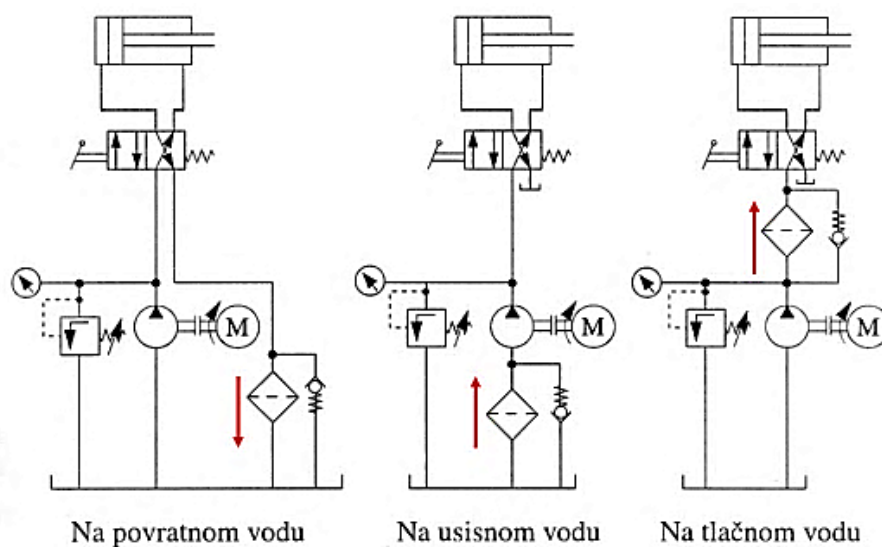 M
M
M
Na povratnom vodu
Na usisnom vodu
Na tlačnom vodu